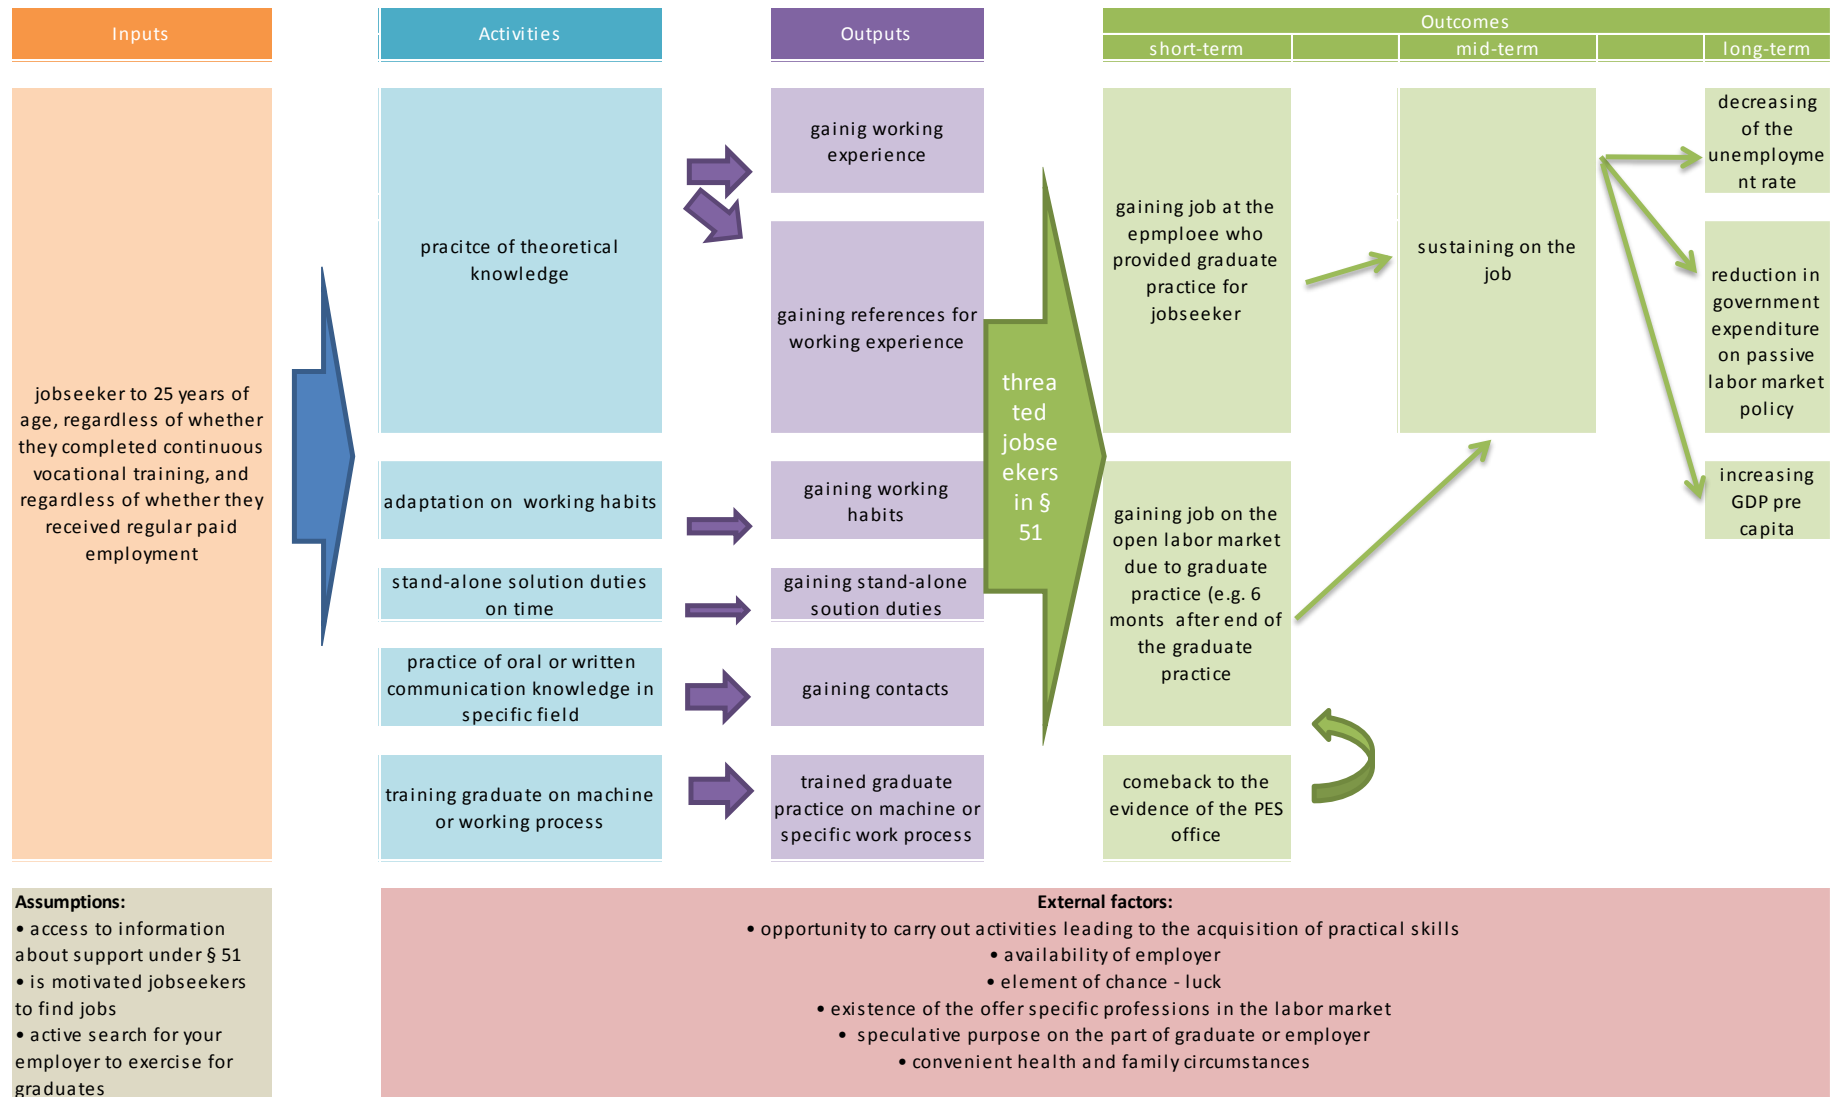 Inputs
Activities
Outputs
Outcomes
short-term
mid-term
long-term
jobseeker to 25 years of
age, regardless of whether
they completed continuous
vocational training, and
regardless of whether they
received regular paid
employment
pracitce of theoretical
knowledge
adaptation on working habits
stand-alone solution duties
on time
practice of oral or written
communication knowledge in
specific field
training graduate on machine
or working process
gainig working
experience
gaining references for
working experience
gaining working
habits
gaining stand-alone
soution duties
gaining contacts
trained graduate
practice on machine or
specific work process
threa
ted
jobse
ekers
in §
51
gaining job at the
epmploee who
provided graduate
practice for
jobseeker
gaining job on the
open labor market
due to graduate
practice (e.g. 6
monts after end of
the graduate
practice
comeback to the
evidence of the PES
office
sustaining on the
job
decreasing
of the
unemployme
nt rate
reduction in
government
expenditure
on passive
labor market
policy
increasing
GDP pre
capita
Assumptions:
• access to information
about support under § 51
• is motivated jobseekers
to find jobs
• active search for your
employer to exercise for
graduates
External factors:
• opportunity to carry out activities leading to the acquisition of practical skills
• availability of employer
• element of chance - luck
• existence of the offer specific professions in the labor market
• speculative purpose on the part of graduate or employer
• convenient health and family circumstances